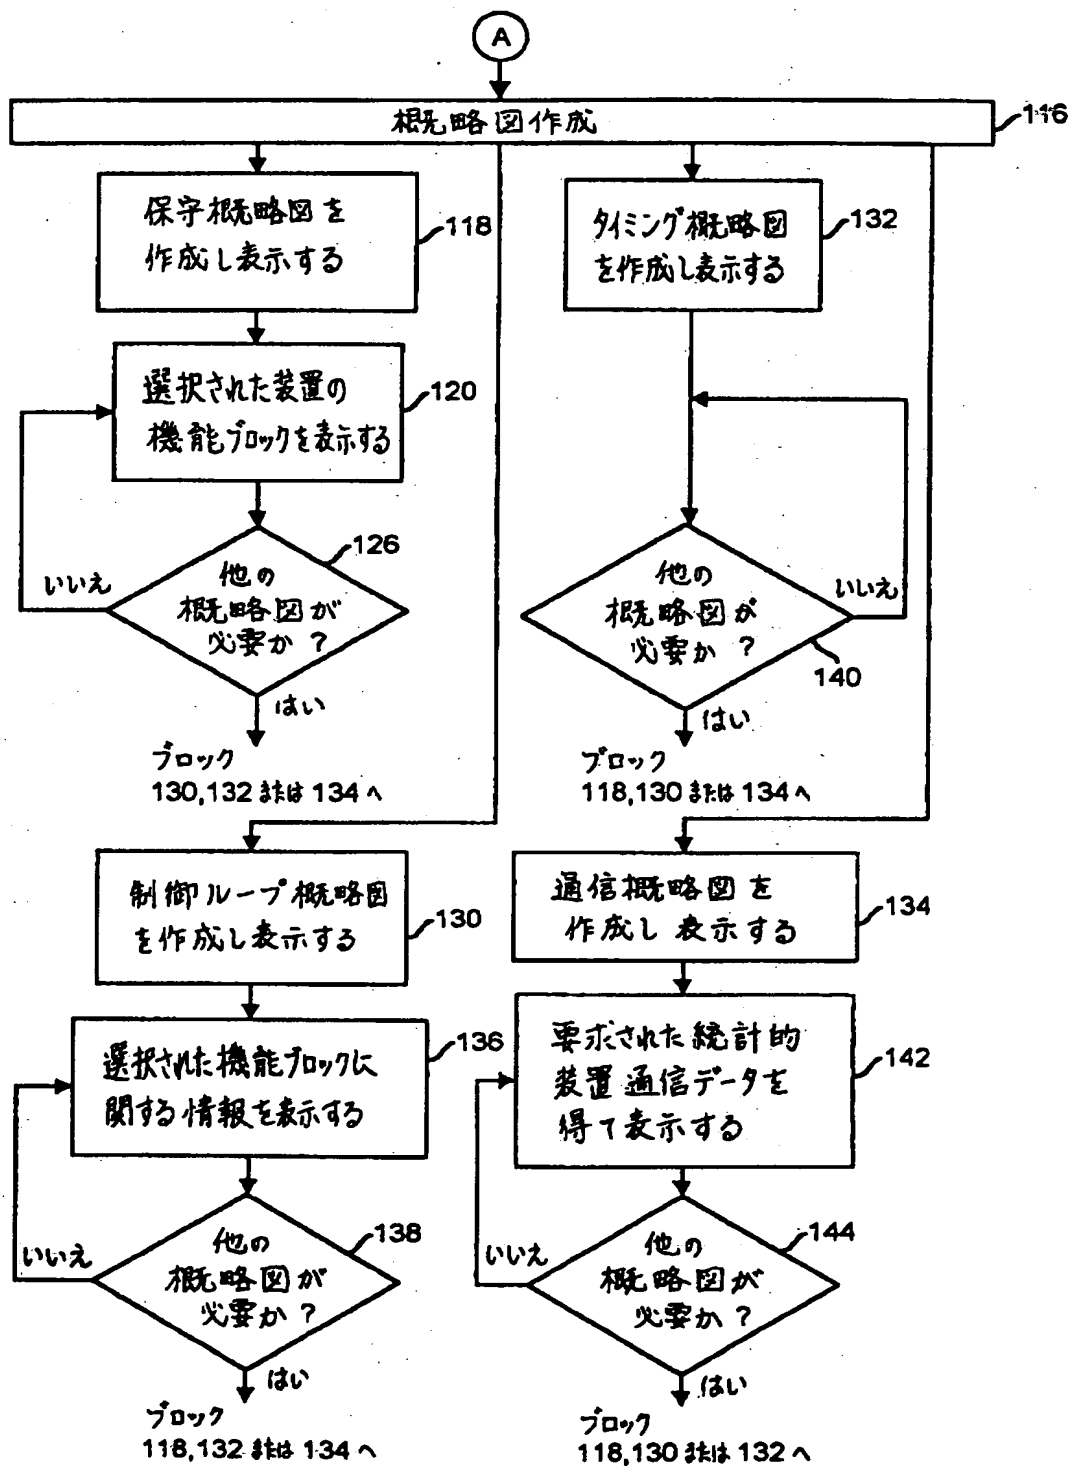 A
概略図作成
116
保守概略図を
作成し表示する
118
選択された装置の
機能ブロックを表示する
120
他の
概略図が
必要か？
126
いいえ
はい
ブロック
130,132 または 134 へ
タイミング概略図
を作成し表示する
132
他の
概略図が
必要か？
140
いいえ
はい
ブロック
118,130 または 134 へ
制御ループ概略図
を作成し表示する
130
選択された機能ブロックに
関する情報を表示する
136
他の
概略図が
必要か？
138
いいえ
はい
ブロック
118,132 または 134 へ
通信概略図を
作成し表示する
134
要求された統計的
装置通信データを
得て表示する
142
他の
概略図が
必要か？
144
いいえ
はい
ブロック
118,130 または 132 へ